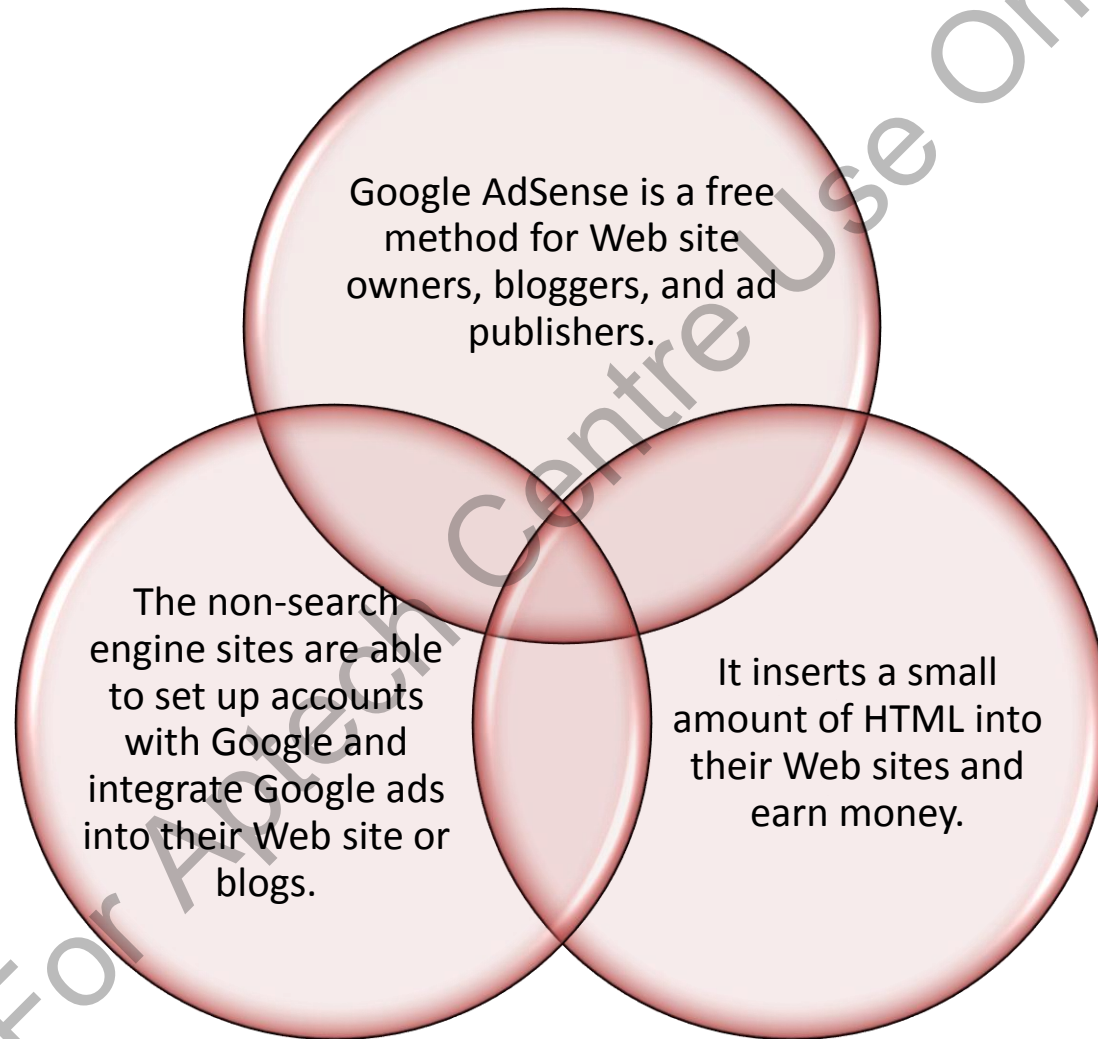 Google AdSense is a free
method for Web site
owners, bloggers, and ad
publishers.
The non-search
engine sites are able
to set up accounts
with Google and
integrate Google ads
into their Web site or
blogs.
It inserts a small
amount of HTML into
their Web sites and
earn money.
For Aptech Centre Use On